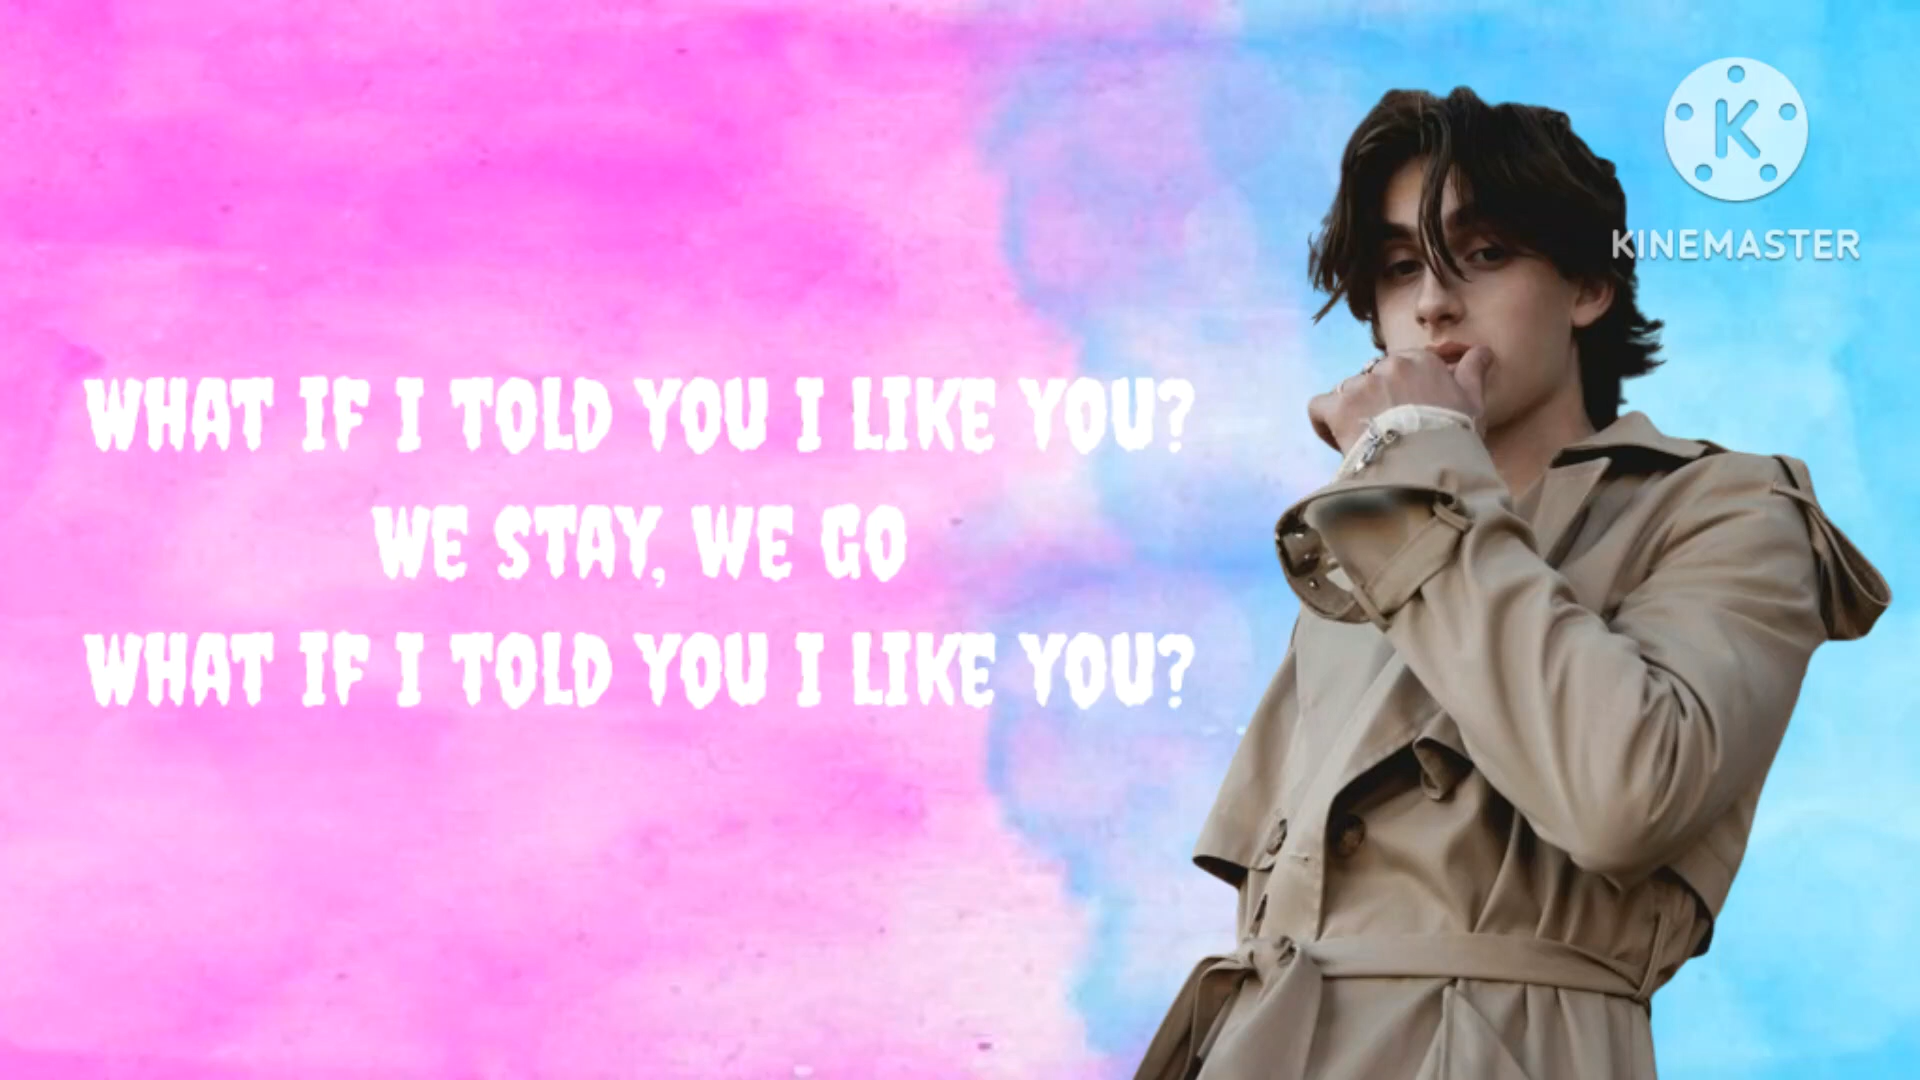 WHAT IF I TOLD YOU I LIKE YOU?
WE STAY, WE GO
WHAT IF I TOLD YOU I LIKE YOU?
K
KINEMASTER